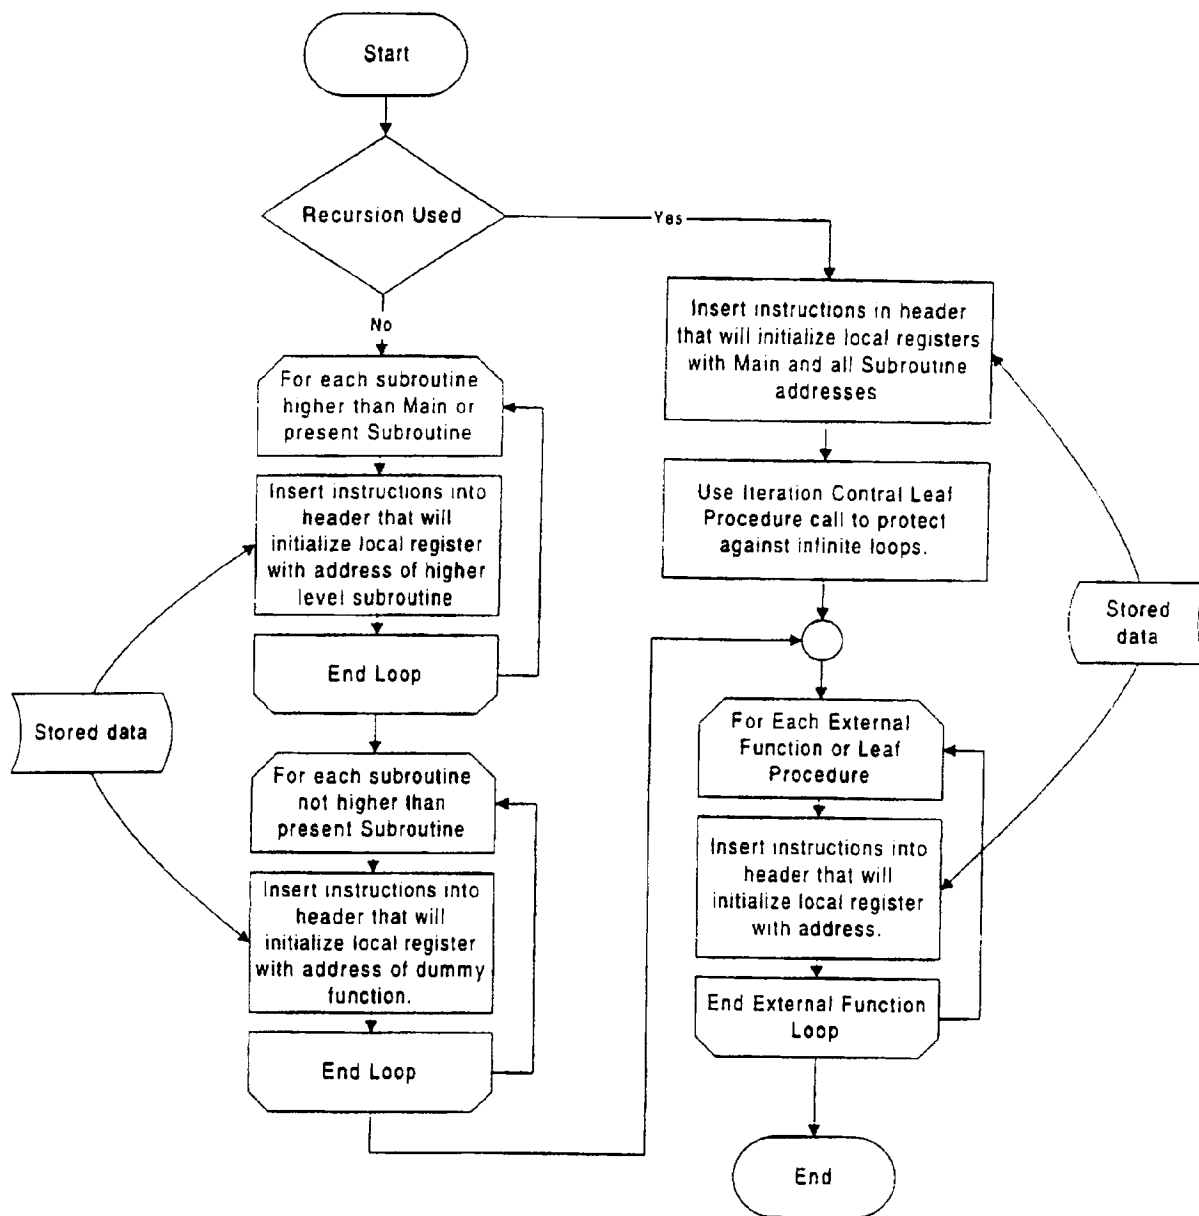 Start
Recursion Used
Yes
No
Insert instructions in header
that will initialize local registers
with Main and all Subroutine
addresses
For each subroutine
higher than Main or
present Subroutine
Insert instructions into
header that will
initialize local register
with address of higher
level subroutine
Use Iteration Contral Leaf
Procedure call to protect
against infinite loops.
Stored
data
End Loop
Stored data
For Each External
Function or Leaf
Procedure
For each subroutine
not higher than
present Subroutine
Insert instructions into
header that will
initialize local register
with address.
Insert instructions into
header that will
initialize local register
with address of dummy
function.
End External Function
Loop
End Loop
End